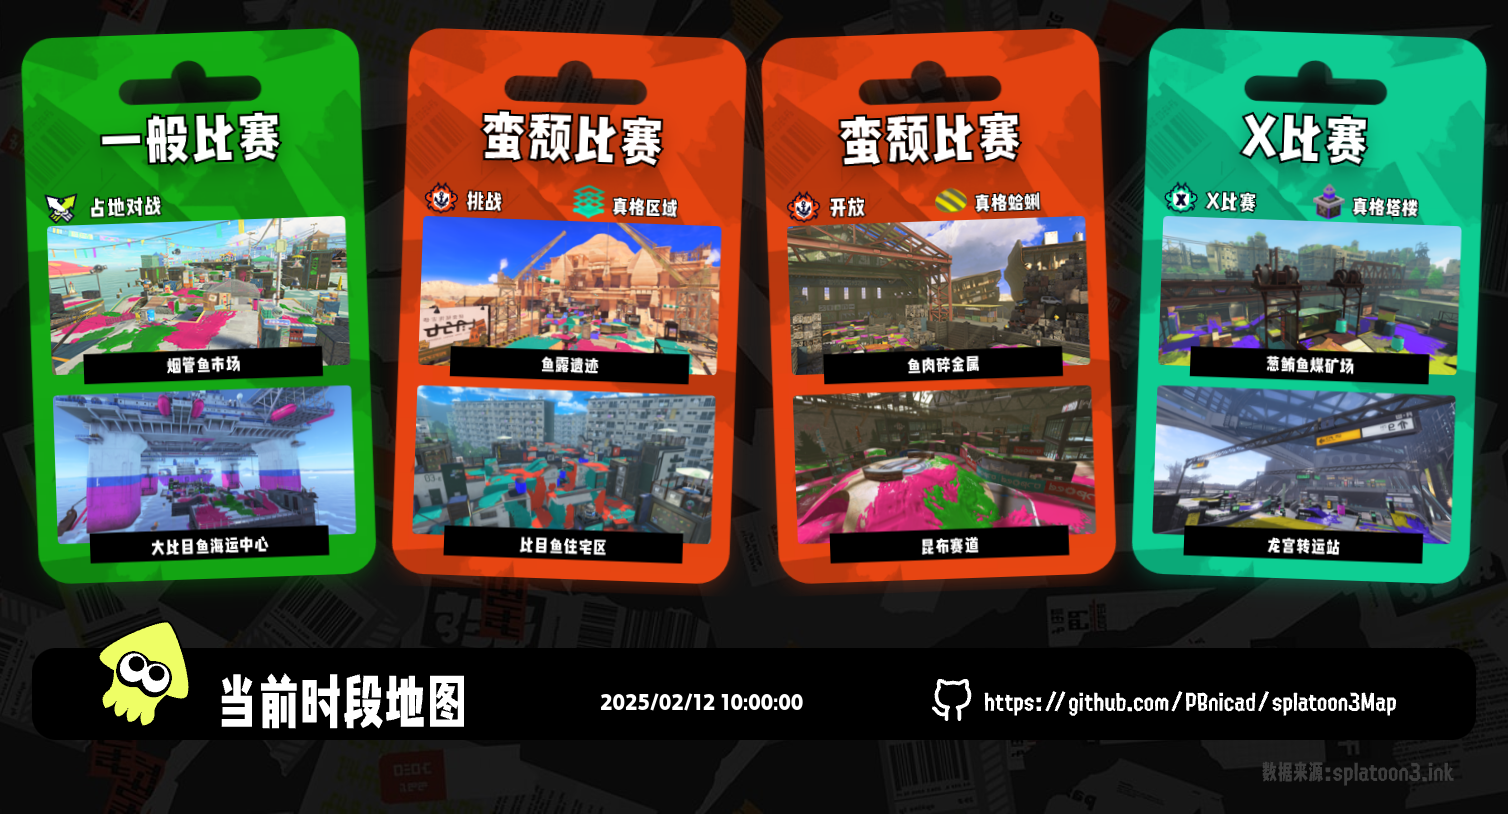 一般比赛
占地对战
烟管鱼市场
大比目鱼海运中心
蛮颓比赛
挑战
真格区域
鱼露遗迹
比目鱼住宅区
蛮颓比赛
开放
真格蛤蜊
鱼肉碎金属
昆布赛道
X比赛
X比赛
真格塔楼
葱鲔鱼煤矿场
龙宫转运站
当前时段地图
2025/02/12 10:00:00
https://github.com/PBnicad/splatoon3Map
数据来源:splatoon3.ink